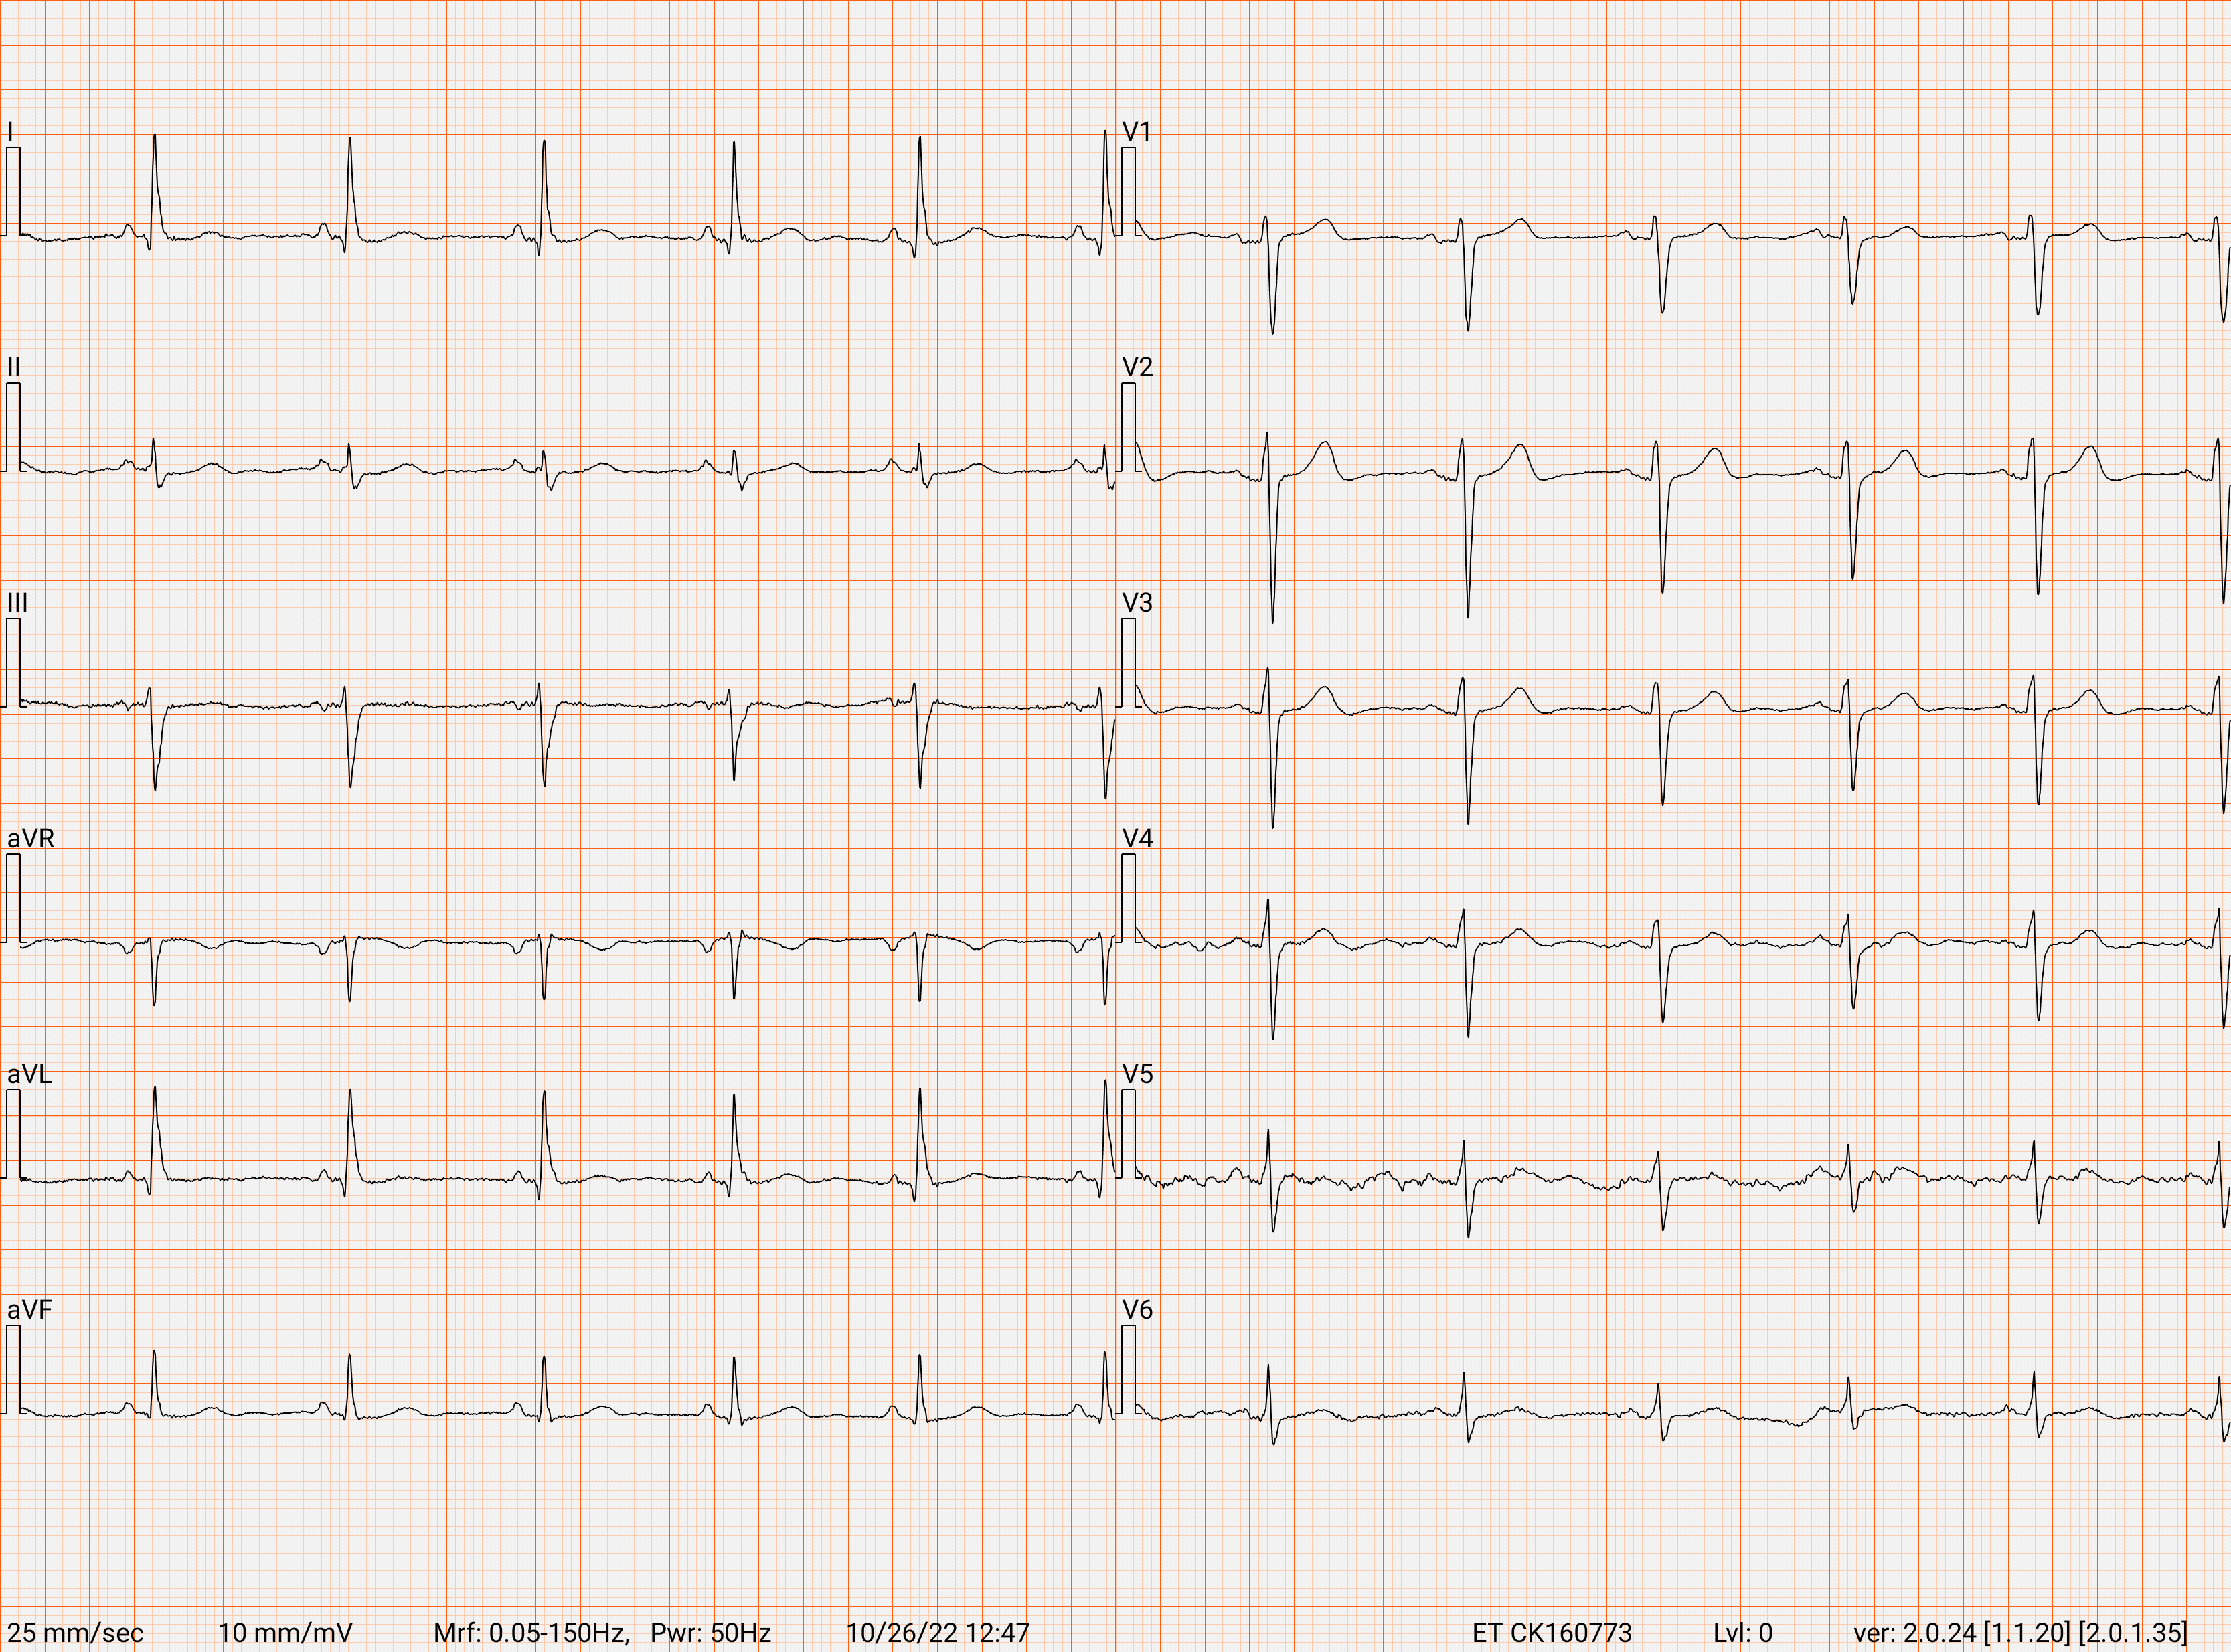 I
V1
II
V2
III
V3
aVR
V4
aVL
V5
aVF
V6
25 mm/sec 10 mm/mV Mrf: 0.05-150Hz, Pwr: 50Hz 10/26/22 12:47 ET CK160773 Lvl: 0 ver: 2.0.24 [1.1.20] [2.0.1.35]